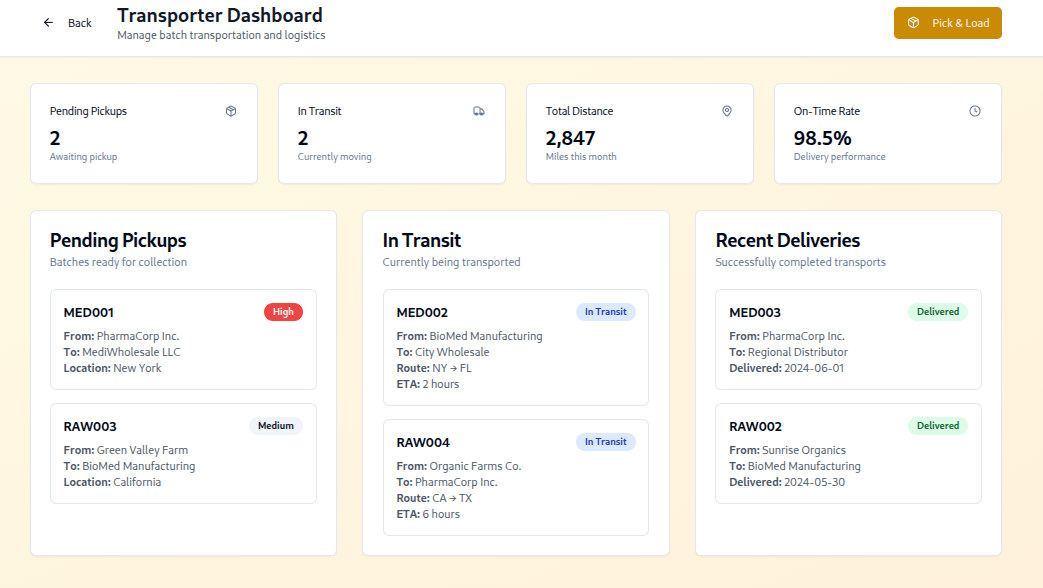 Back
Transporter Dashboard
Manage batch transportation and logistics
Pick & Load
Pending Pickups
2
Awaiting pickup
In Transit
2
Currently moving
Total Distance
2,847
Miles this month
On-Time Rate
98.5%
Delivery performance
Pending Pickups
Batches ready for collection
MED001 High
From: PharmaCorp Inc.
To: MediWholesale LLC
Location: New York
RAW003 Medium
From: Green Valley Farm
To: BioMed Manufacturing
Location: California
In Transit
Currently being transported
MED002 In Transit
From: BioMed Manufacturing
To: City Wholesale
Route: NY → FL
ETA: 2 hours
RAW004 In Transit
From: Organic Farms Co.
To: PharmaCorp Inc.
Route: CA → TX
ETA: 6 hours
Recent Deliveries
Successfully completed transports
MED003 Delivered
From: PharmaCorp Inc.
To: Regional Distributor
Delivered: 2024-06-01
RAW002 Delivered
From: Sunrise Organics
To: BioMed Manufacturing
Delivered: 2024-05-30